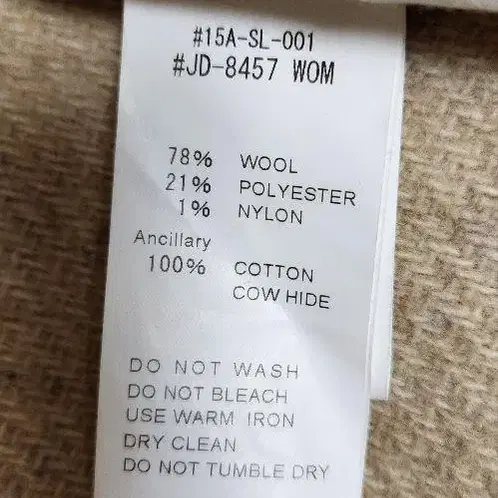 #15A-SL-001
#JD-8457 WOM
78% WOOL
21% POLYESTER
1% NYLON
Ancillary
100% COTTON
COW HIDE
DO NOT WASH
DO NOT BLEACH
USE WARM IRON
DRY CLEAN
DO NOT TUMBLE DRY